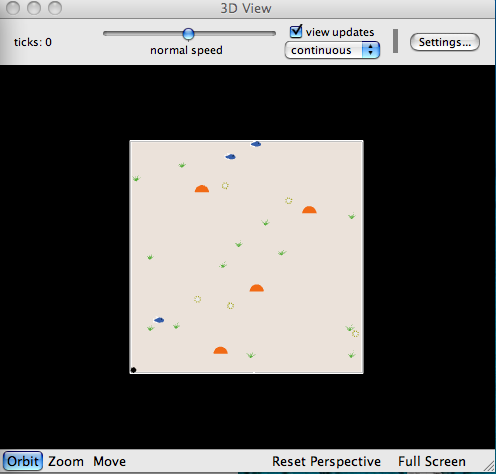 3D View
ticks: 0
normal speed
view updates
continuous
Settings...
Orbit Zoom Move Reset Perspective Full Screen